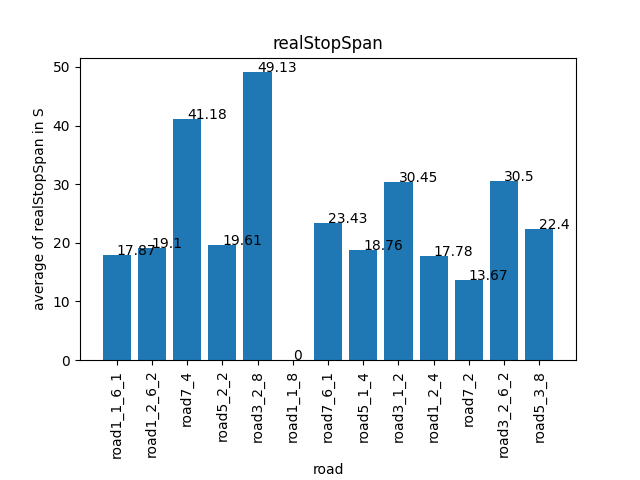 realStopSpan
average of realStopSpan in S
50
40
30
20
10
0
17.87
19.1
41.18
19.61
49.13
0
23.43
18.76
30.45
17.78
13.67
30.5
22.4
road1_1_6_1
road1_2_6_2
road7_4
road5_2_2
road3_2_8
road1_1_8
road7_6_1
road5_1_4
road3_1_2
road1_2_4
road7_2
road3_2_6_2
road5_3_8
road